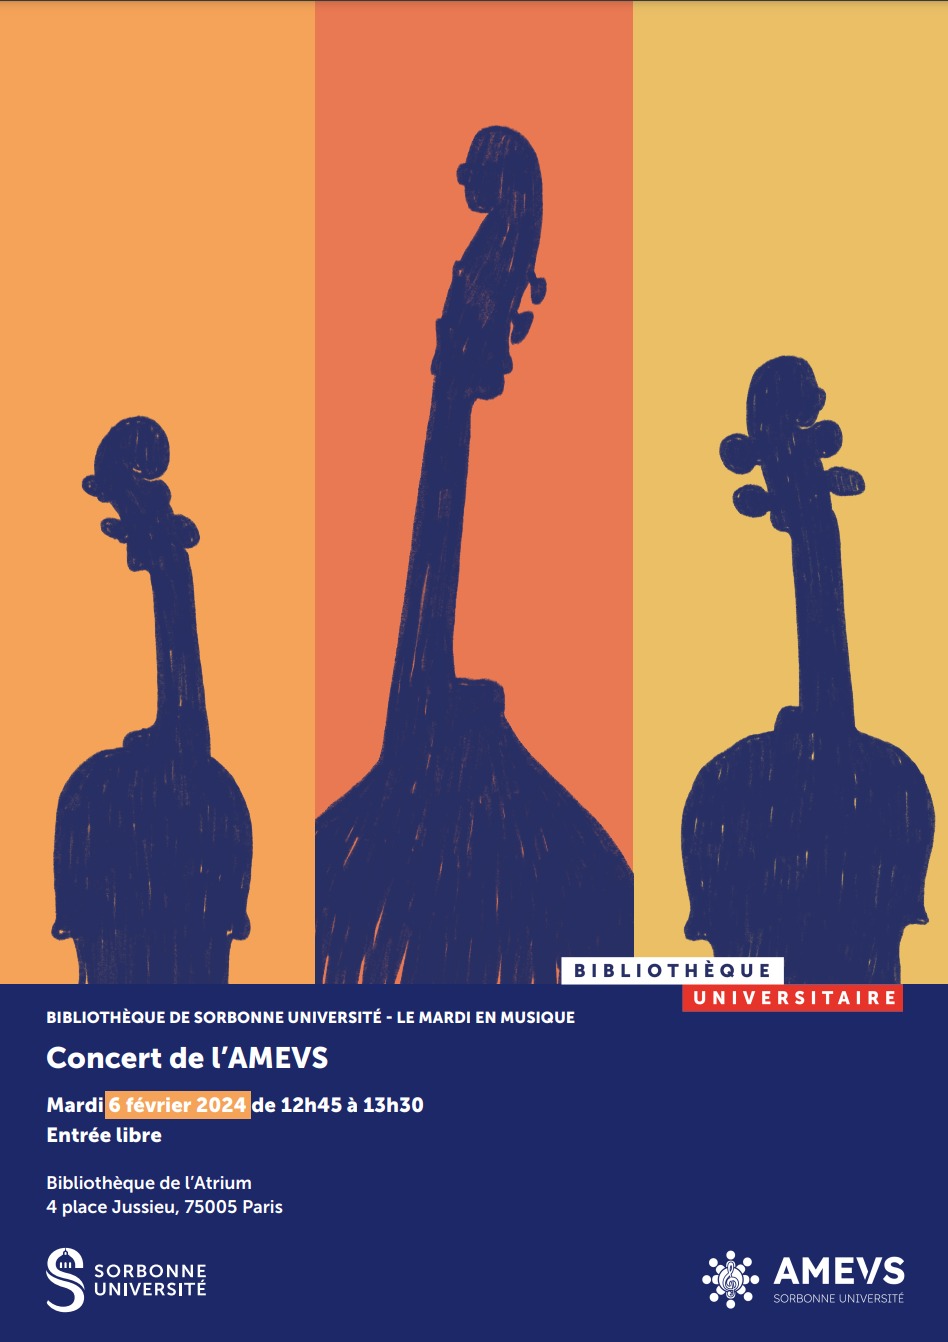 BIBLIOTHÈQUE
UNIVERSITAIRE
BIBLIOTHÈQUE DE SORBONNE UNIVERSITÉ - LE MARDI EN MUSIQUE
Concert de l'AMEVS
Mardi 6 février 2024 de 12h45 à 13h30
Entrée libre
Bibliothèque de l'Atrium
4 place Jussieu, 75005 Paris
SORBONNE
UNIVERSITÉ
AMEVS
SORBONNE UNIVERSITÉ